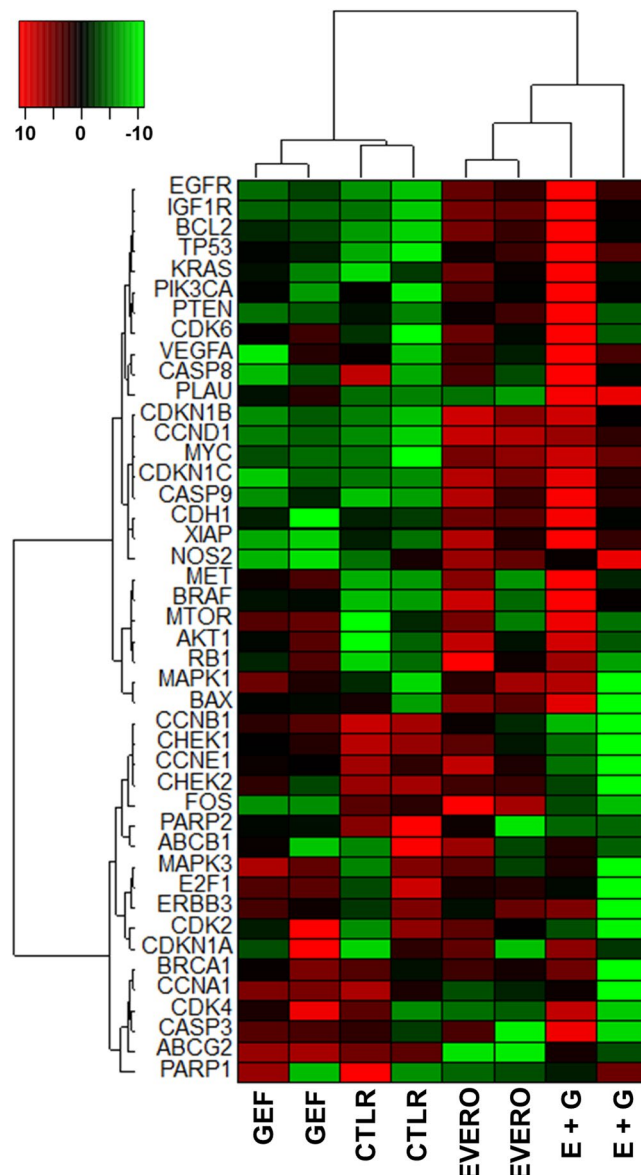 10 0 -10
EGFR
IGF1R
BCL2
TP53
KRAS
PIK3CA
PTEN
CDK6
VEGFA
CASP8
PLAU
CDKN1B
CCND1
MYC
CDKN1C
CASP9
CDH1
XIAP
NOS2
MET
BRAF
MTOR
AKT1
RB1
MAPK1
BAX
CCNB1
CHEK1
CCNE1
CHEK2
FOS
PARP2
ABCB1
MAPK3
E2F1
ERBB3
CDK2
CDKN1A
BRCA1
CCNA1
CDK4
CASP3
ABCG2
PARP1
GEF
GEF
CTLR
CTLR
EVERO
EVERO
E + G
E + G